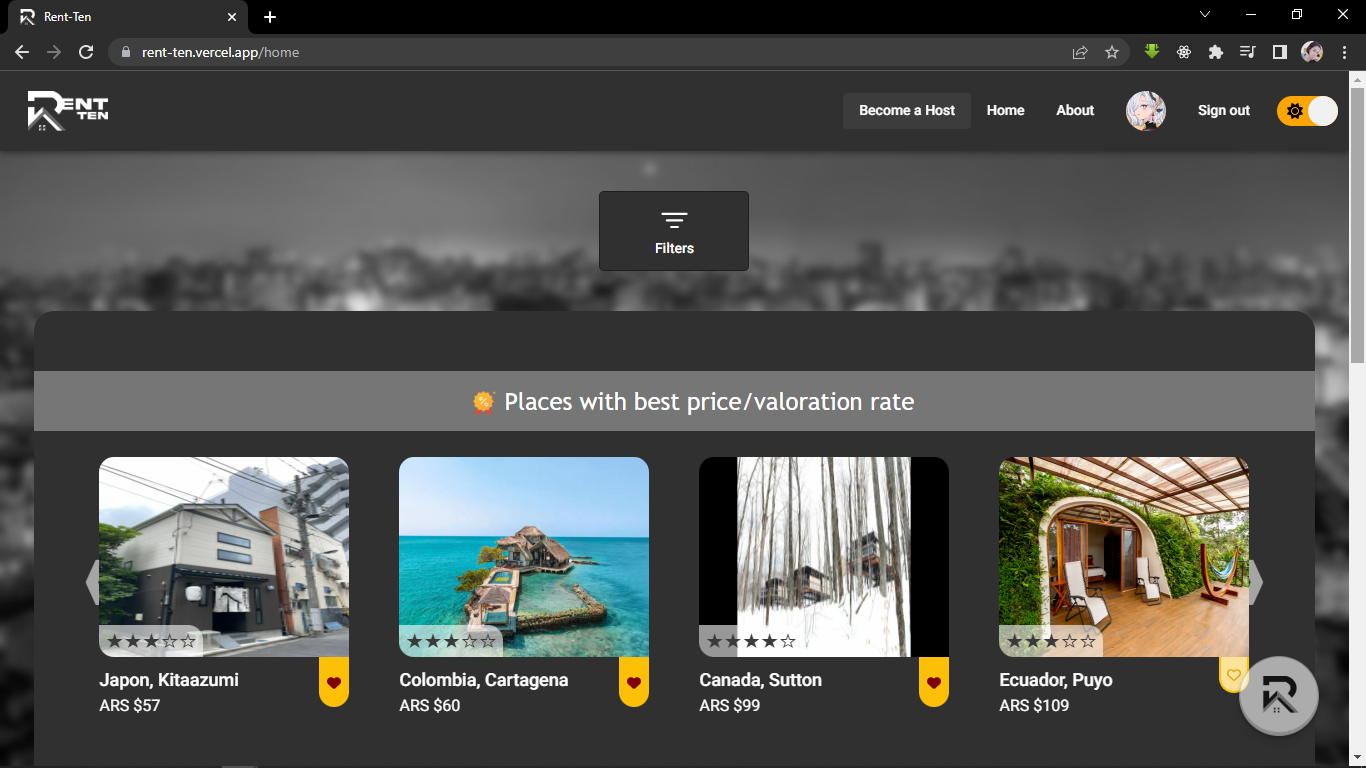 Rent-Ten
rent-ten.vercel.app/home
RENT
TEN
Become a Host
Home
About
Sign out
Filters
Places with best price/valoration rate
Japon, Kitaazumi
ARS $57
Colombia, Cartagena
ARS $60
Canada, Sutton
ARS $99
Ecuador, Puyo
ARS $109